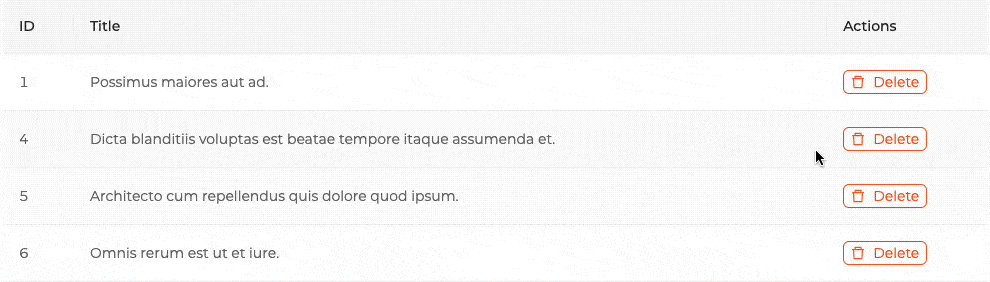 ID Title Actions
1 Possimus maiores aut ad. Delete
4 Dicta blanditiis voluptas est beatae tempore itaque assumenda et. Delete
5 Architecto cum repellendus quis dolore quod ipsum. Delete
6 Omnis rerum est ut et iure. Delete